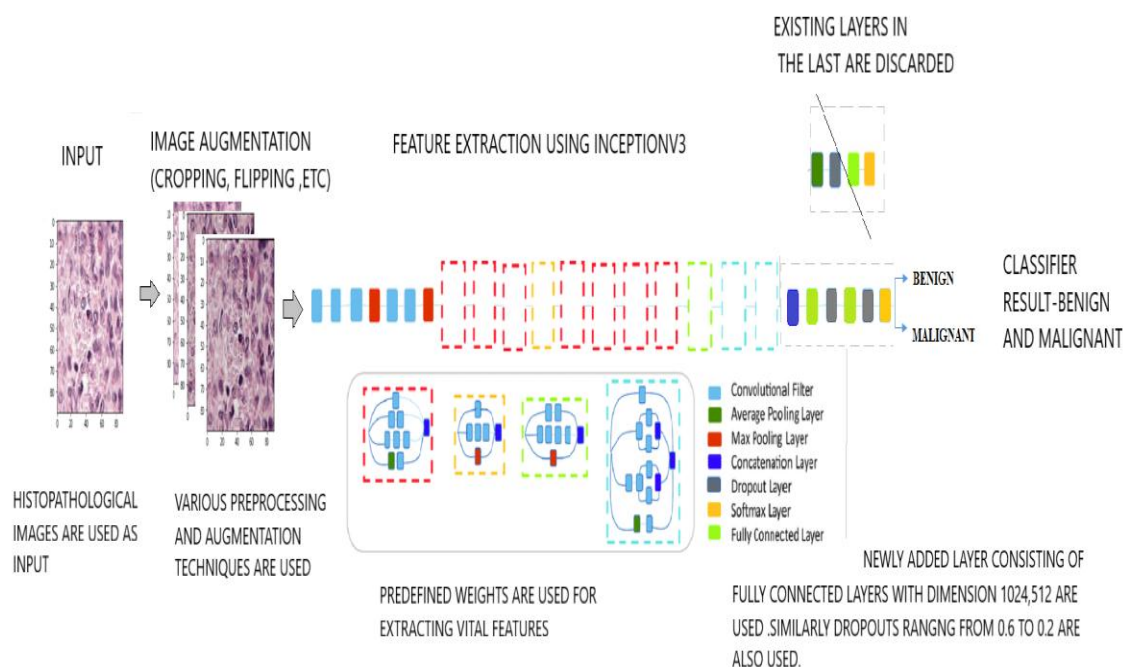 EXISTING LAYERS IN
THE LAST ARE DISCARDED
INPUT
IMAGE AUGMENTATION
(CROPPING, FLIPPING ,ETC)
FEATURE EXTRACTION USING INCEPTIONV3
BENIGN
MALIGNANT
CLASSIFIER
RESULT-BENIGN
AND MALIGNANT
Convolutional Filter
Average Pooling Layer
Max Pooling Layer
Concatenation Layer
Dropout Layer
Softmax Layer
Fully Connected Layer
HISTOPATHOLOGICAL
IMAGES ARE USED AS
INPUT
VARIOUS PREPROCESSING
AND AUGMENTATION
TECHNIQUES ARE USED
PREDEFINED WEIGHTS ARE USED FOR
EXTRACTING VITAL FEATURES
NEWLY ADDED LAYER CONSISTING OF
FULLY CONNECTED LAYERS WITH DIMENSION 1024,512 ARE
USED .SIMILARLY DROPOUTS RANGNG FROM 0.6 TO 0.2 ARE
ALSO USED.